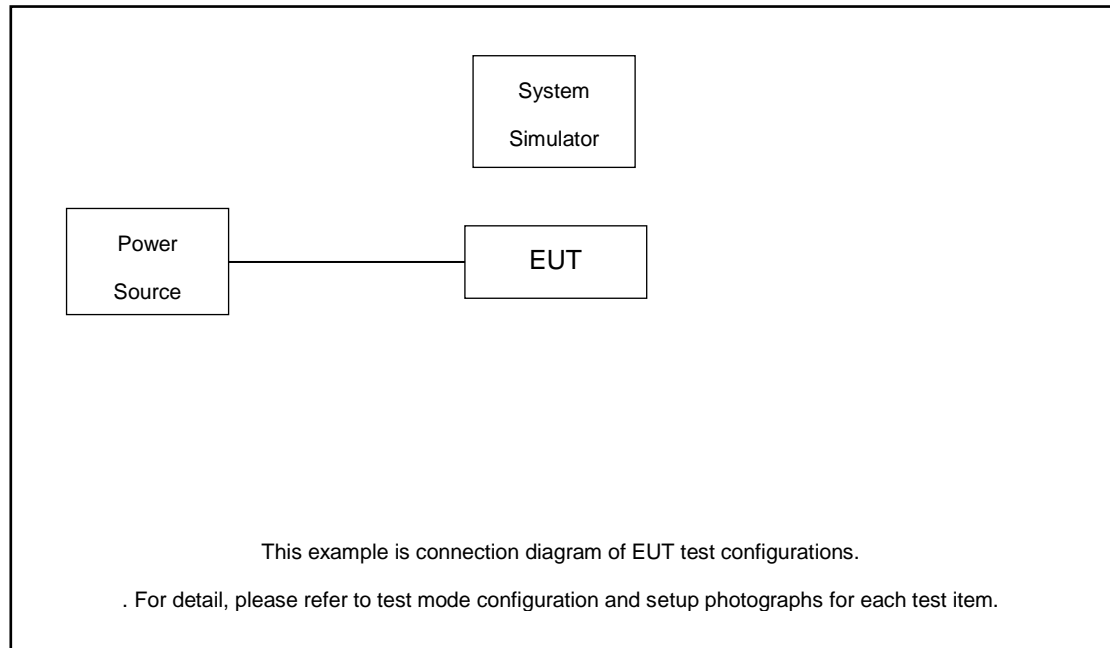 System
Simulator
Power
Source
EUT
This example is connection diagram of EUT test configurations.
. For detail, please refer to test mode configuration and setup photographs for each test item.